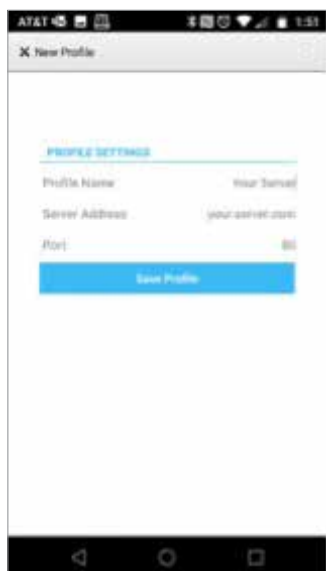 AT&T 1:51
X New Profile
PROFILE SETTINGS
Profile Name Your Server
Server Address your-server.com
Port 80
Save Profile